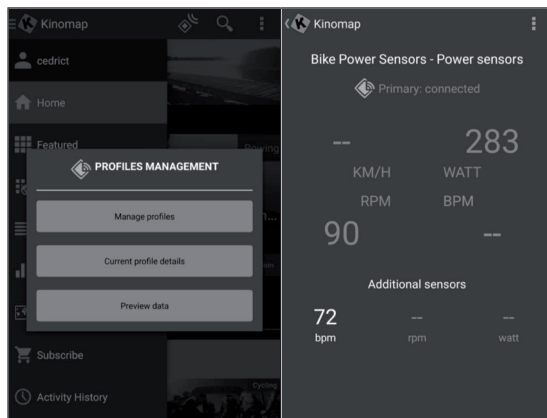 Kinomap
cedrict
Home
Featured
Rowing
PROFILES MANAGEMENT
Manage profiles
Current profile details
Preview data
Subscribe
Activity History
Cycling
Kinomap
Bike Power Sensors - Power sensors
Primary: connected
-- 283
KM/H WATT
RPM BPM
90 --
Additional sensors
72 -- --
bpm rpm watt